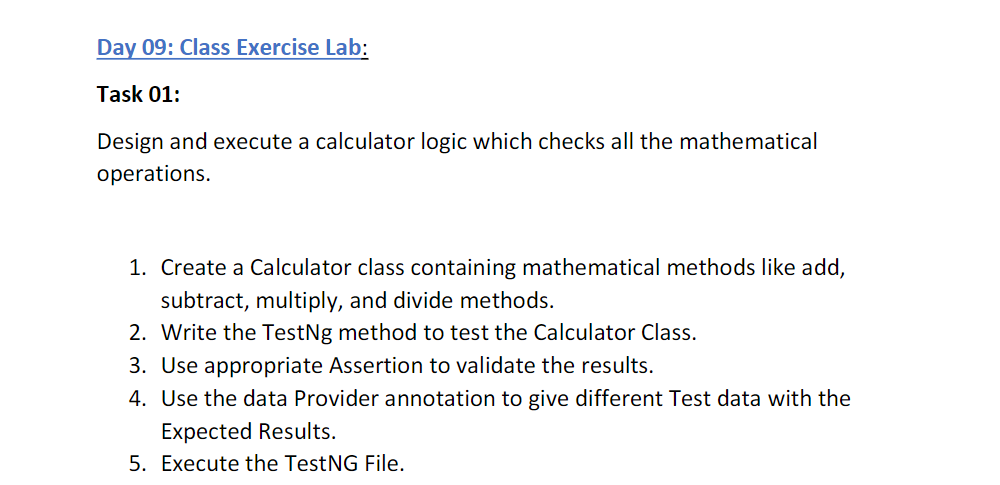 Day 09: Class Exercise Lab:
Task 01:
Design and execute a calculator logic which checks all the mathematical
operations.
1. Create a Calculator class containing mathematical methods like add,
subtract, multiply, and divide methods.
2. Write the TestNg method to test the Calculator Class.
3. Use appropriate Assertion to validate the results.
4. Use the data Provider annotation to give different Test data with the
Expected Results.
5. Execute the TestNG File.